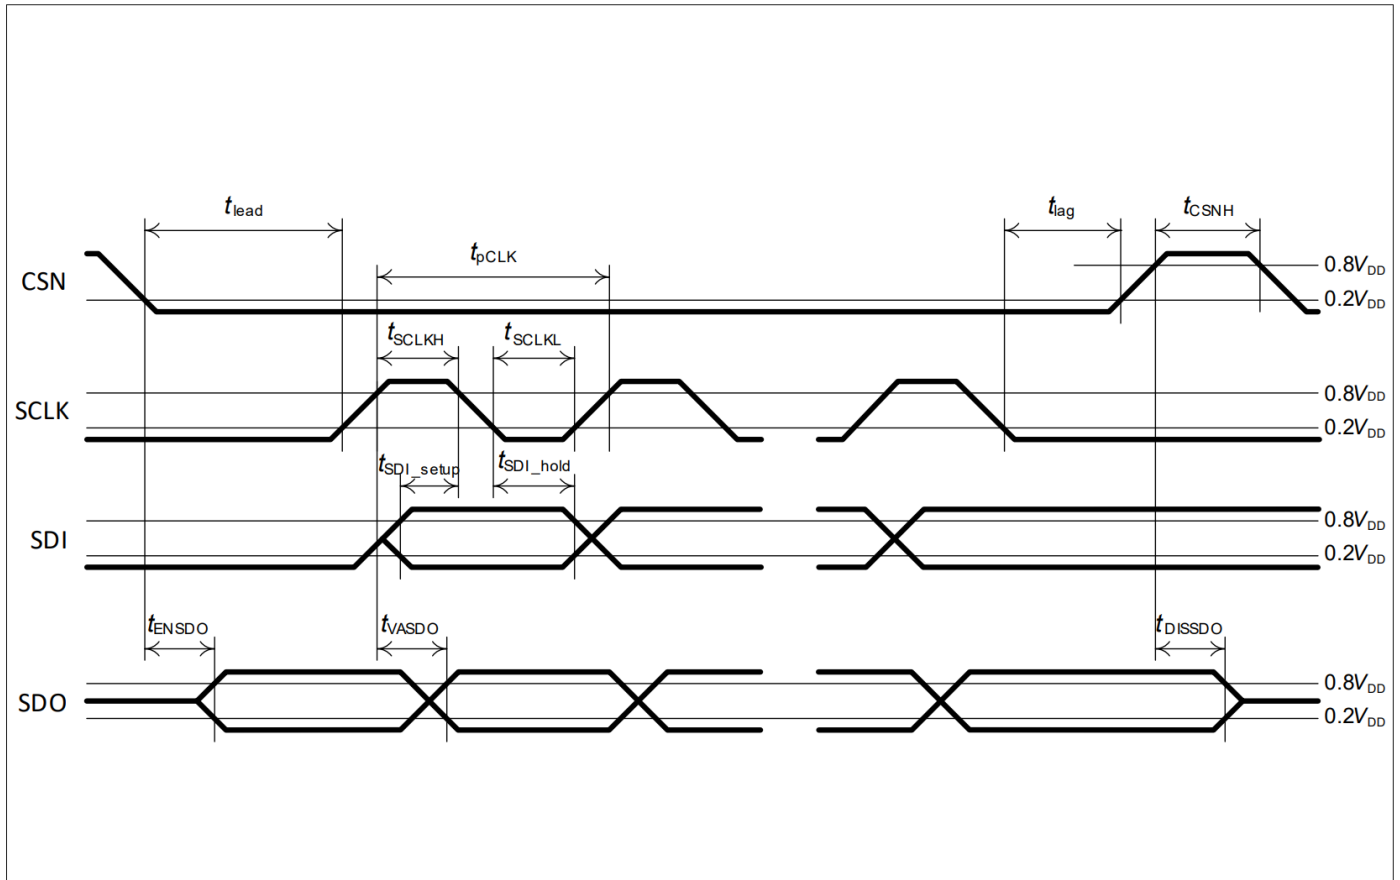 tlead
tlag
tCSNH
tpCLK
CSN
0.8VDD
0.2VDD
tSCLKH
tSCLKL
SCLK
0.8VDD
0.2VDD
tSDI_setup
tSDI_hold
SDI
0.8VDD
0.2VDD
tENSDO
tVASDO
tDISSDO
SDO
0.8VDD
0.2VDD